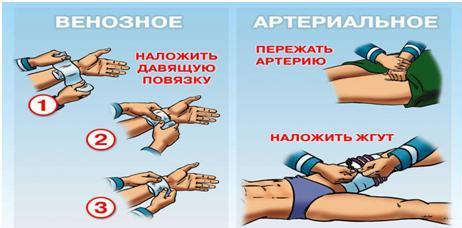 ВЕНОЗНОЕ
НАЛОЖИТЬ
ДАВЯЩУЮ
ПОВЯЗКУ
1
2
3
АРТЕРИАЛЬНОЕ
ПЕРЕЖАТЬ
АРТЕРИЮ
НАЛОЖИТЬ ЖГУТ